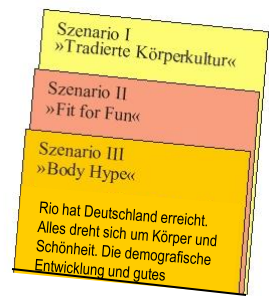 Szenario I
»Tradierte Körperkultur«
Szenario II
»Fit for Fun«
Szenario III
»Body Hype«
Rio hat Deutschland erreicht.
Alles dreht sich um Körper und
Schönheit. Die demografische
Entwicklung und gutes